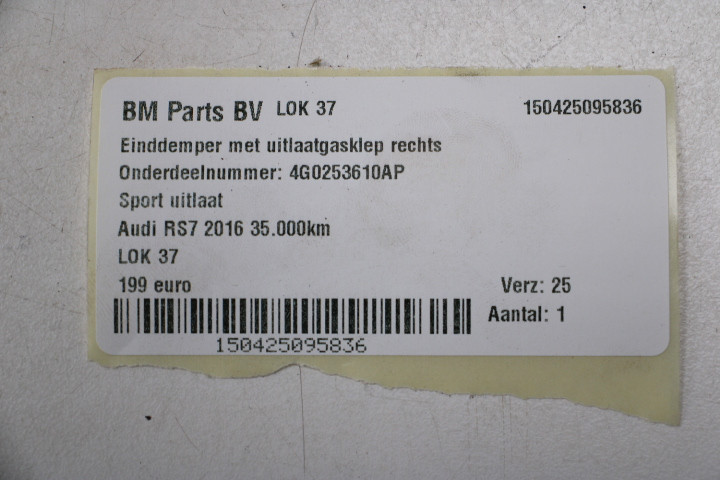 BM Parts BV LOK 37 150425095836
Einddemper met uitlaatgasklep rechts
Onderdeelnummer: 4G0253610AP
Sport uitlaat
Audi RS7 2016 35.000km
LOK 37
199 euro Verz: 25
Aantal: 1
150425095836